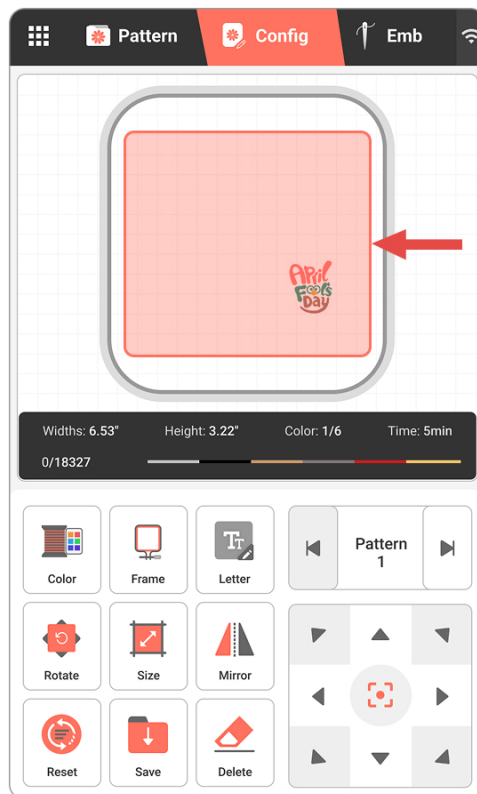 Pattern Config Emb
April
Fool's
Day
Widths: 6.53" Height: 3.22" Color: 1/6 Time: 5min
0/18327
Color Frame Letter
Pattern
1
Rotate Size Mirror
Reset Save Delete